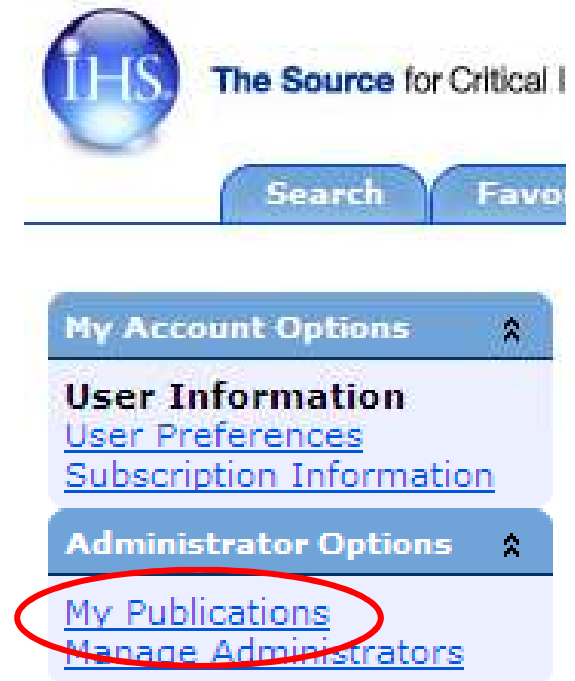 IHS.
The Source for Critical
Search Favo
My Account Options
User Information
User Preferences
Subscription Information
Administrator Options
My Publications
Manage Administrators